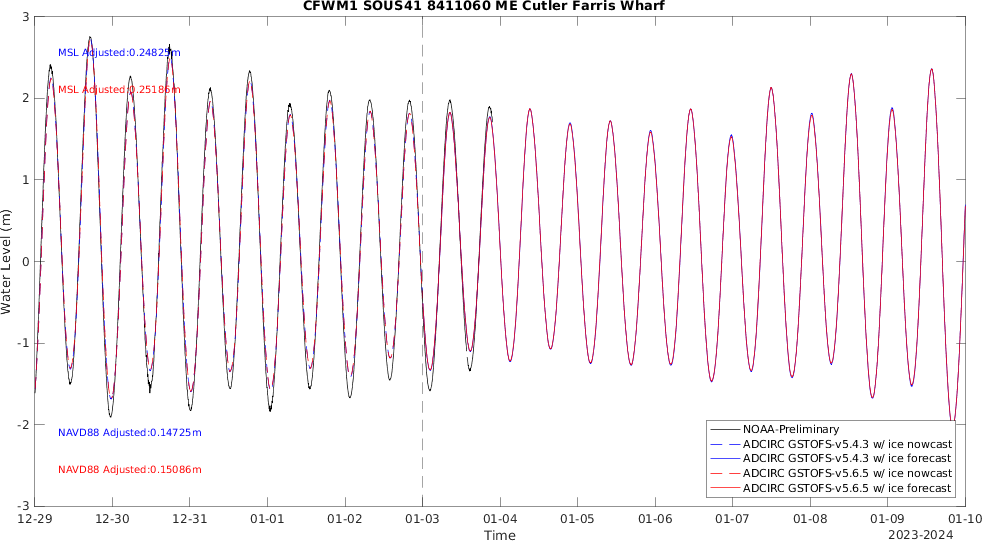 CFWM1 SOUS41 8411060 ME Cutler Farris Wharf
3
2
1
0
-1
-2
-3
Water Level (m)
MSL Adjusted:0.24825m
MSL Adjusted:0.25186m
NAVD88 Adjusted:0.14725m
NAVD88 Adjusted:0.15086m
NOAA-Preliminary
ADCIRC GSTOFS-v5.4.3 w/ ice nowcast
ADCIRC GSTOFS-v5.4.3 w/ ice forecast
ADCIRC GSTOFS-v5.6.5 w/ ice nowcast
ADCIRC GSTOFS-v5.6.5 w/ ice forecast
12-29 12-30 12-31 01-01 01-02 01-03 01-04 01-05 01-06 01-07 01-08 01-09 01-10
Time
2023-2024